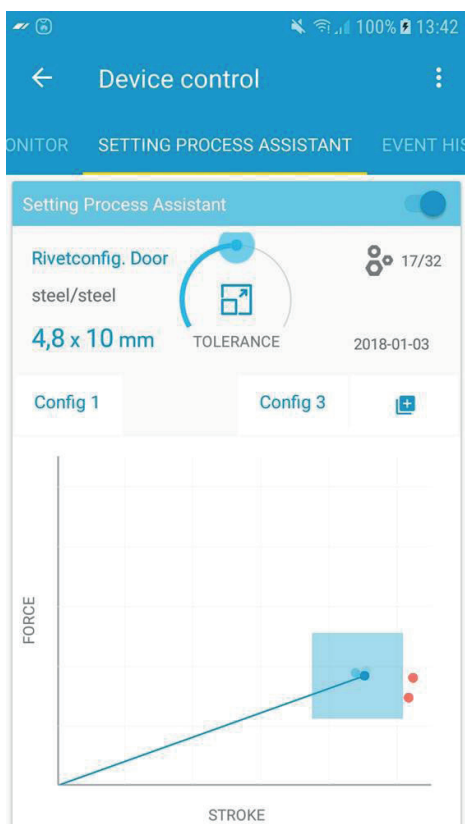 100% 13:42
Device control
ONITOR SETTING PROCESS ASSISTANT EVENT HIS
Setting Process Assistant
Rivetconfig. Door
17/32
steel/steel
4,8 x 10 mm
TOLERANCE
2018-01-03
Config 1
Config 3
FORCE
STROKE